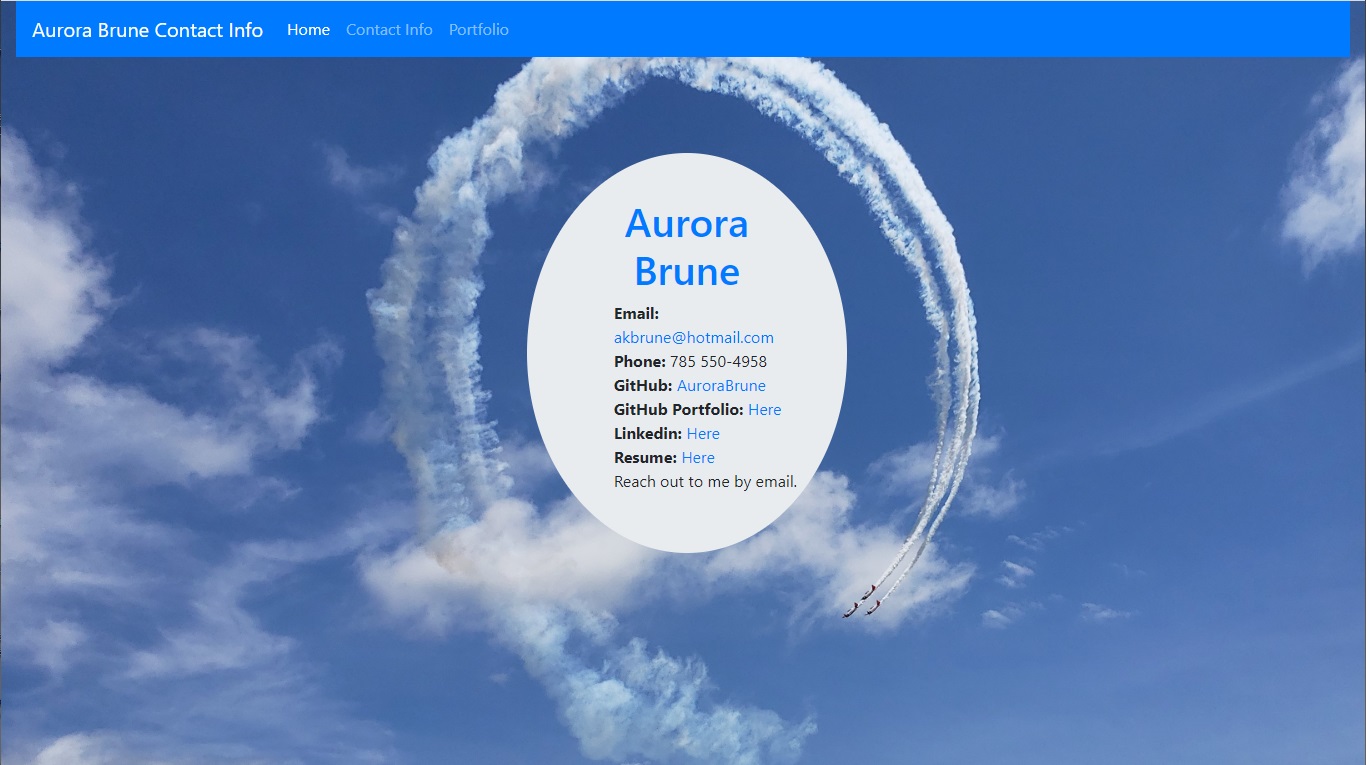 Aurora Brune Contact Info Home Contact Info Portfolio
Aurora
Brune
Email:
akbrune@hotmail.com
Phone: 785 550-4958
GitHub: AuroraBrune
GitHub Portfolio: Here
Linkedin: Here
Resume: Here
Reach out to me by email.